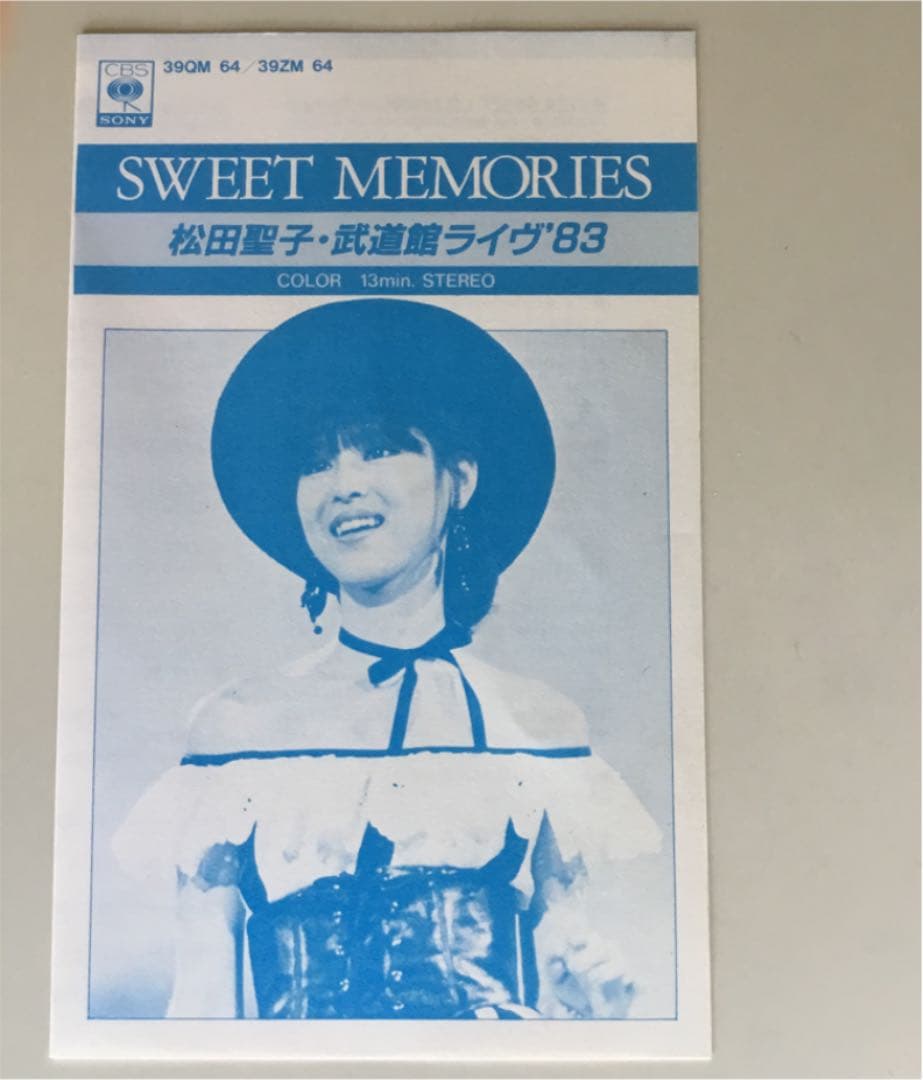 CBS
SONY
39QM 64／39ZM 64
SWEET MEMORIES
松田聖子・武道館ライヴ'83
COLOR 13min. STEREO